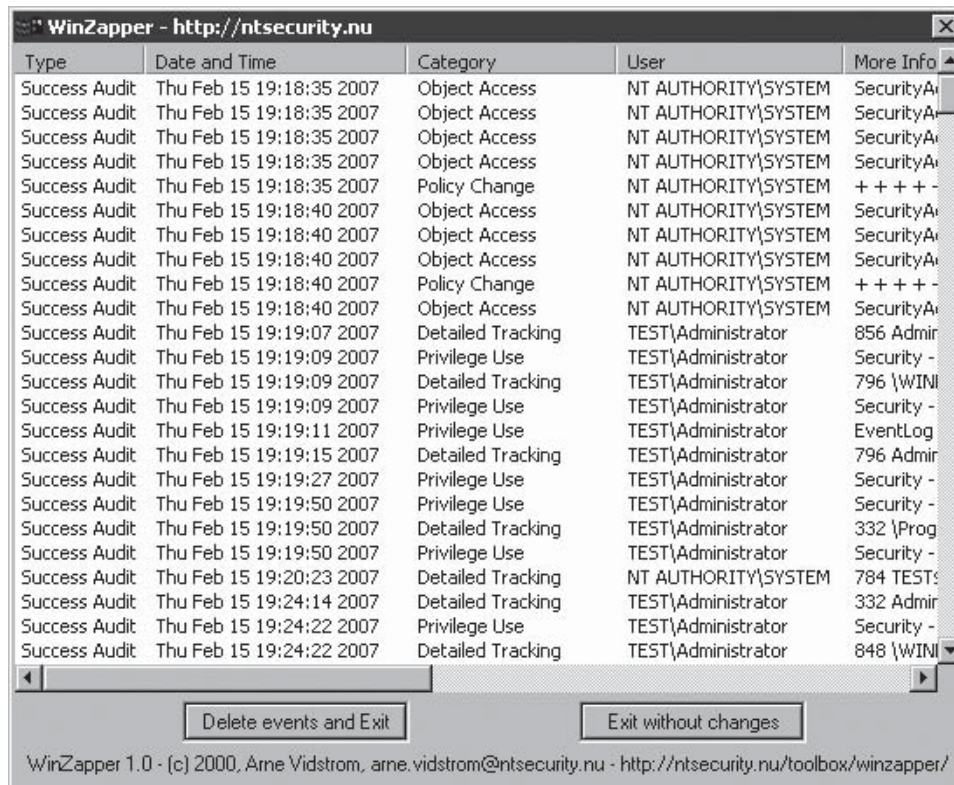 WinZapper - http://ntsecurity.nu
Type Date and Time Category User More Info
Success Audit Thu Feb 15 19:18:35 2007 Object Access NT AUTHORITY\SYSTEM SecurityA
Success Audit Thu Feb 15 19:18:35 2007 Object Access NT AUTHORITY\SYSTEM SecurityA
Success Audit Thu Feb 15 19:18:35 2007 Object Access NT AUTHORITY\SYSTEM SecurityA
Success Audit Thu Feb 15 19:18:35 2007 Object Access NT AUTHORITY\SYSTEM SecurityA
Success Audit Thu Feb 15 19:18:35 2007 Policy Change NT AUTHORITY\SYSTEM + + + + -
Success Audit Thu Feb 15 19:18:40 2007 Object Access NT AUTHORITY\SYSTEM SecurityA
Success Audit Thu Feb 15 19:18:40 2007 Object Access NT AUTHORITY\SYSTEM SecurityA
Success Audit Thu Feb 15 19:18:40 2007 Object Access NT AUTHORITY\SYSTEM SecurityA
Success Audit Thu Feb 15 19:18:40 2007 Policy Change NT AUTHORITY\SYSTEM + + + + -
Success Audit Thu Feb 15 19:18:40 2007 Object Access NT AUTHORITY\SYSTEM SecurityA
Success Audit Thu Feb 15 19:19:07 2007 Detailed Tracking TEST\Administrator 856 Admir
Success Audit Thu Feb 15 19:19:09 2007 Privilege Use TEST\Administrator Security -
Success Audit Thu Feb 15 19:19:09 2007 Detailed Tracking TEST\Administrator 796 \WINI
Success Audit Thu Feb 15 19:19:09 2007 Privilege Use TEST\Administrator Security -
Success Audit Thu Feb 15 19:19:11 2007 Privilege Use TEST\Administrator EventLog
Success Audit Thu Feb 15 19:19:15 2007 Detailed Tracking TEST\Administrator 796 Admir
Success Audit Thu Feb 15 19:19:27 2007 Privilege Use TEST\Administrator Security -
Success Audit Thu Feb 15 19:19:50 2007 Privilege Use TEST\Administrator Security -
Success Audit Thu Feb 15 19:19:50 2007 Detailed Tracking TEST\Administrator 332 \Prog
Success Audit Thu Feb 15 19:19:50 2007 Privilege Use TEST\Administrator Security -
Success Audit Thu Feb 15 19:20:23 2007 Detailed Tracking NT AUTHORITY\SYSTEM 784 TESTs
Success Audit Thu Feb 15 19:24:14 2007 Detailed Tracking TEST\Administrator 332 Admir
Success Audit Thu Feb 15 19:24:22 2007 Privilege Use TEST\Administrator Security -
Success Audit Thu Feb 15 19:24:22 2007 Detailed Tracking TEST\Administrator 848 \WINI
Delete events and Exit Exit without changes
WinZapper 1.0 - (c) 2000, Arne Vidstrom, arne.vidstrom@ntsecurity.nu - http://ntsecurity.nu/toolbox/winzapper/